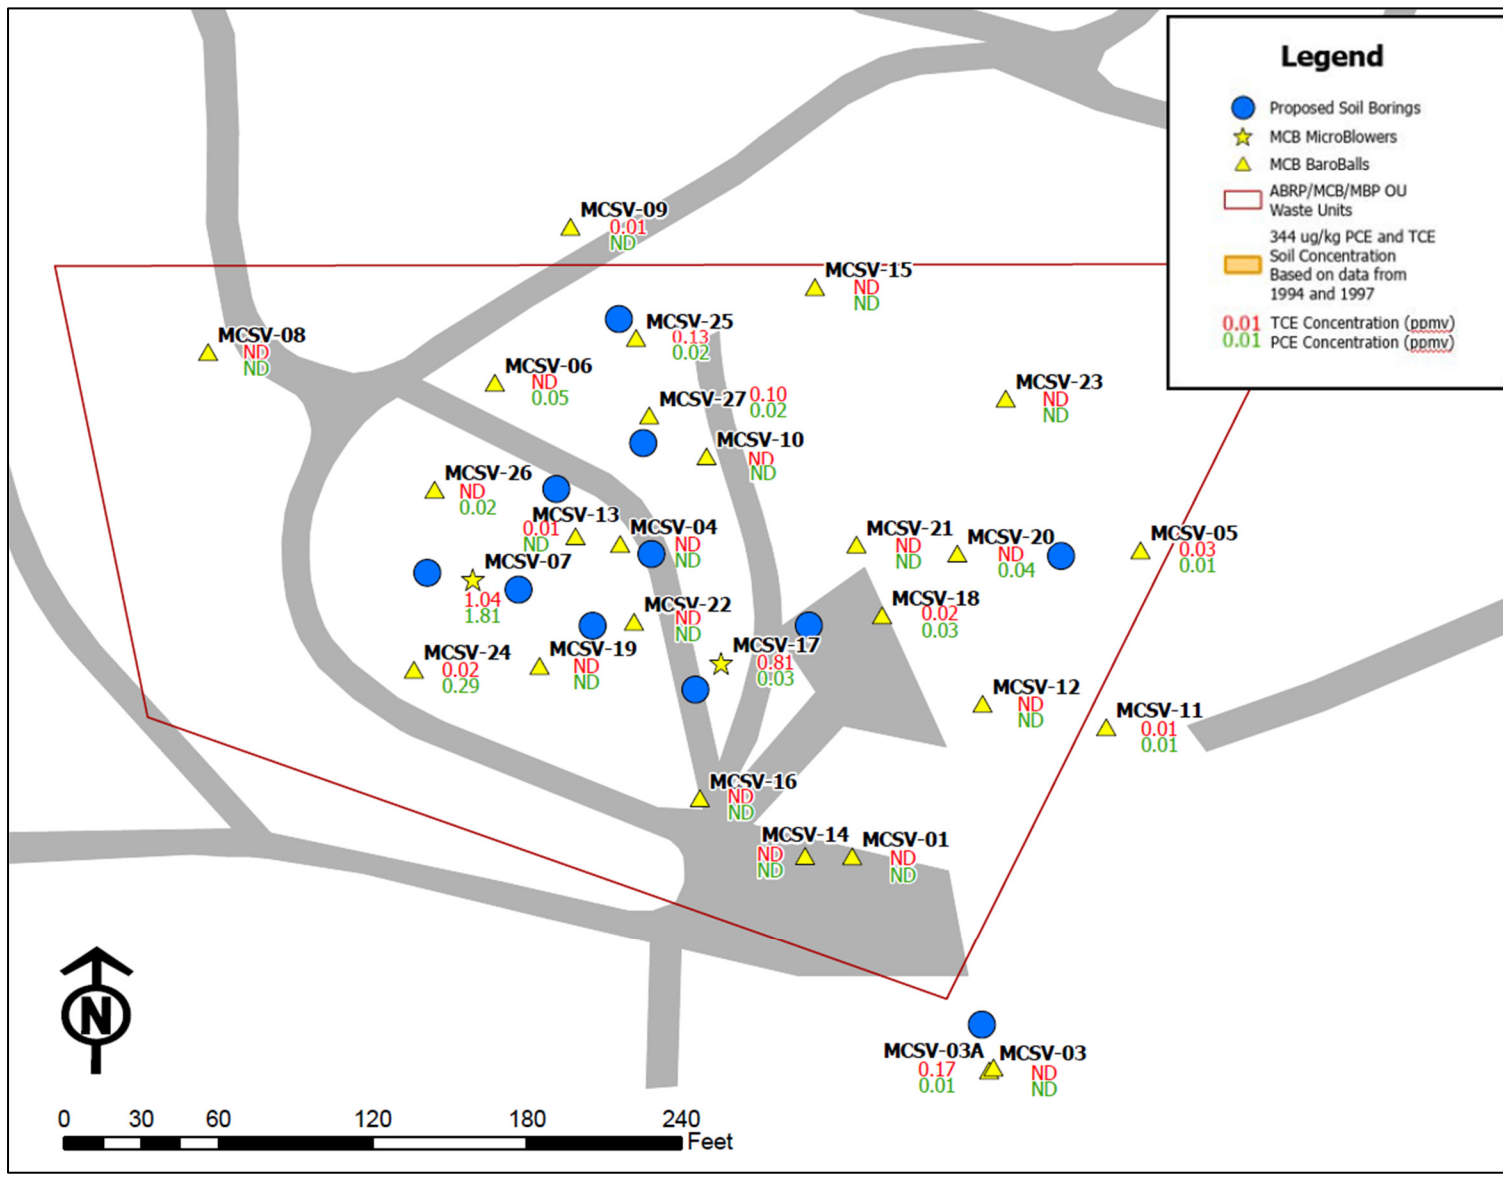 Legend
Proposed Soil Borings
MCB MicroBlowers
MCB BaroBalls
ABRP/MCB/MBP OU
Waste Units
344 ug/kg PCE and TCE
Soil Concentration
Based on data from
1994 and 1997
0.01 TCE Concentration (ppmv)
0.01 PCE Concentration (ppmv)
MCSV-09
0.01
ND
MCSV-15
ND
ND
MCSV-08
ND
ND
MCSV-25
0.13
0.02
MCSV-06
ND
0.05
MCSV-27
0.10
0.02
MCSV-23
ND
ND
MCSV-10
ND
ND
MCSV-26
ND
0.02
MCSV-13
0.01
ND
MCSV-04
ND
ND
MCSV-21
ND
ND
MCSV-20
ND
0.04
MCSV-05
0.03
0.01
MCSV-07
1.04
1.81
MCSV-22
ND
ND
MCSV-18
0.02
0.03
MCSV-24
0.02
0.29
MCSV-19
ND
ND
MCSV-17
0.81
0.03
MCSV-12
ND
ND
MCSV-11
0.01
0.01
MCSV-16
ND
ND
MCSV-14
ND
ND
MCSV-01
ND
ND
MCSV-03A
0.17
0.01
MCSV-03
ND
ND
N
0 30 60 120 180 240
Feet